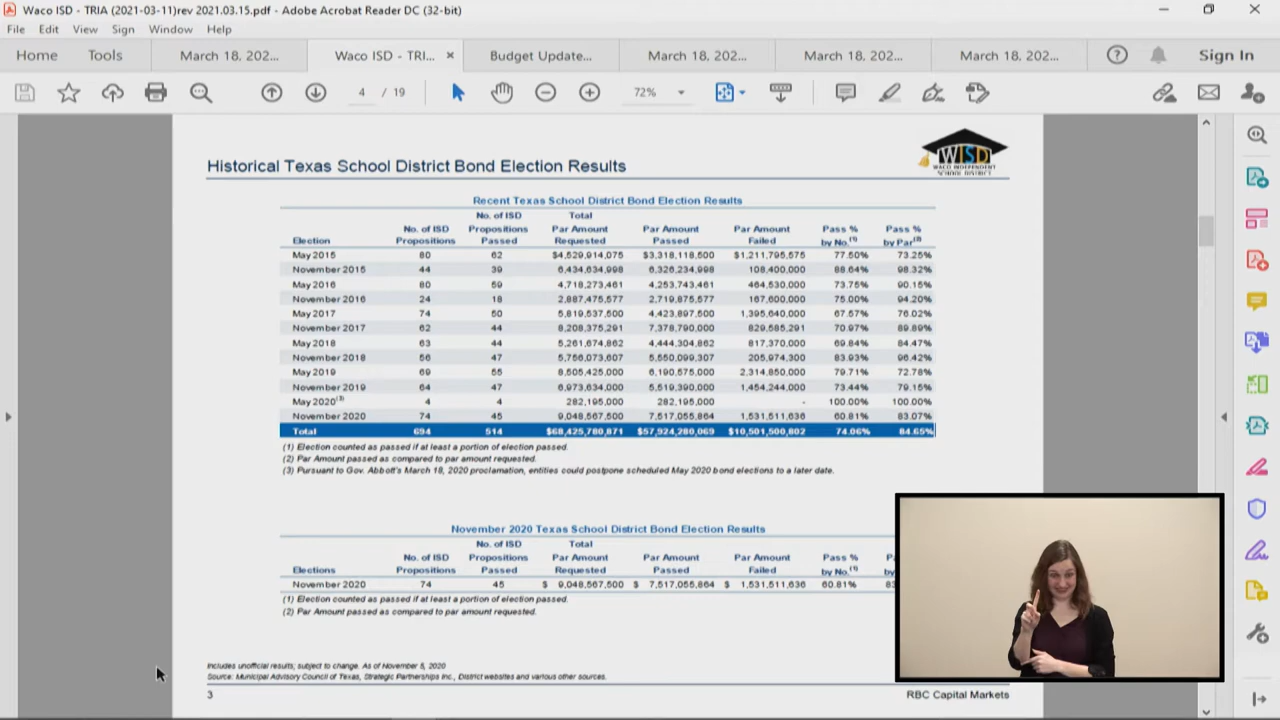 Waco ISD - TRIA (2021-03-11)rev 2021.03.15.pdf - Adobe Acrobat Reader DC (32-bit)
File Edit View Sign Window Help
Home Tools March 18, 202... Waco ISD - TRI... × Budget Update... March 18, 202... March 18, 202... March 18, 202... Sign In
4 / 19 72%
WISD
WACO INDEPENDENT
SCHOOL DISTRICT
Historical Texas School District Bond Election Results
Recent Texas School District Bond Election Results
No. of ISD Total
No. of ISD Propositions Par Amount Par Amount Par Amount Pass % Pass %
Election Propositions Passed Requested Passed Failed by No.(1) by Par(2)
May 2015 80 62 $4,529,914,075 $3,318,118,500 $1,211,795,575 77.50% 73.25%
November 2015 44 39 6,434,634,998 6,326,234,998 108,400,000 88.64% 98.32%
May 2016 80 59 4,718,273,461 4,253,743,461 464,530,000 73.75% 90.15%
November 2016 24 18 2,887,475,577 2,719,875,577 167,600,000 75.00% 94.20%
May 2017 74 50 5,819,537,500 4,423,897,500 1,395,640,000 67.57% 76.02%
November 2017 62 44 8,208,375,291 7,378,790,000 829,585,291 70.97% 89.89%
May 2018 63 44 5,261,674,862 4,444,304,862 817,370,000 69.84% 84.47%
November 2018 56 47 5,756,073,607 5,550,099,307 205,974,300 83.93% 96.42%
May 2019 69 55 8,505,425,000 6,190,575,000 2,314,850,000 79.71% 72.78%
November 2019 64 47 6,973,634,000 5,519,390,000 1,454,244,000 73.44% 79.15%
May 2020(3) 4 4 282,195,000 282,195,000 - 100.00% 100.00%
November 2020 74 45 9,048,567,500 7,517,055,864 1,531,511,636 60.81% 83.07%
Total 694 514 $68,425,780,871 $57,924,280,069 $10,501,500,802 74.06% 84.65%
(1) Election counted as passed if at least a portion of election passed.
(2) Par Amount passed as compared to par amount requested.
(3) Pursuant to Gov. Abbott's March 18, 2020 proclamation, entities could postpone scheduled May 2020 bond elections to a later date.
November 2020 Texas School District Bond Election Results
No. of ISD Total
No. of ISD Propositions Par Amount Par Amount Par Amount Pass %
Elections Propositions Passed Requested Passed Failed by No.(1)
November 2020 74 45 $ 9,048,567,500 $ 7,517,055,864 $ 1,531,511,636 60.81%
(1) Election counted as passed if at least a portion of election passed.
(2) Par Amount passed as compared to par amount requested.
Includes unofficial results; subject to change. As of November 5, 2020
Source: Municipal Advisory Council of Texas, Strategic Partnerships Inc., District websites and various other sources.
3 RBC Capital Markets